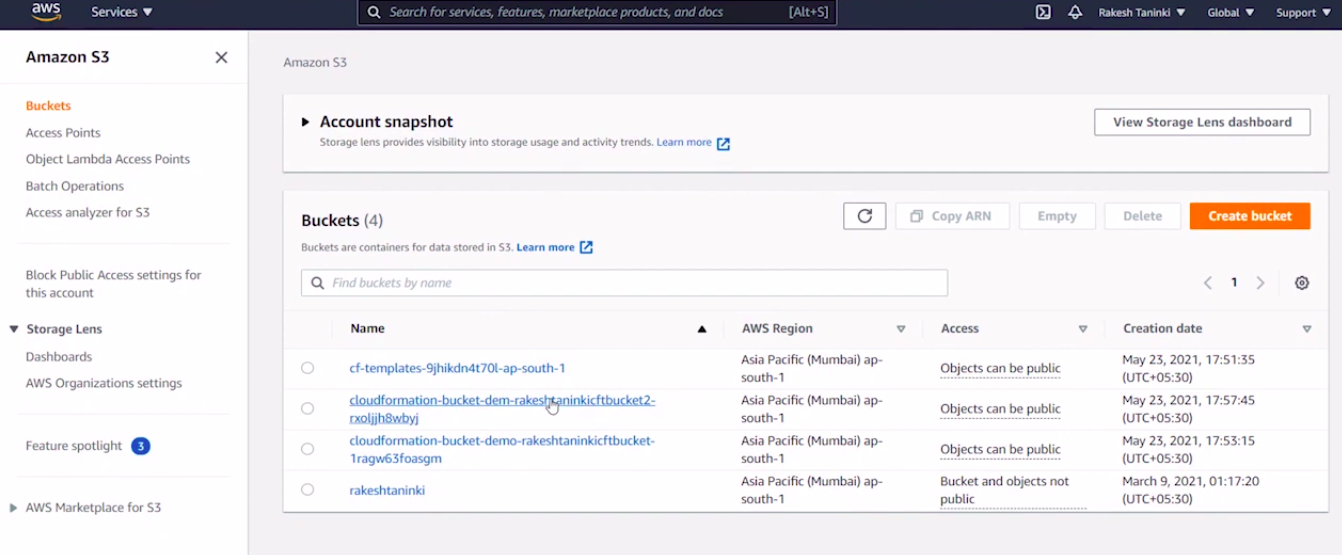 aws Services Search for services, features, marketplace products, and docs [Alt+S] Rakesh Taninki Global Support
Amazon S3
Buckets
Access Points
Object Lambda Access Points
Batch Operations
Access analyzer for S3
Block Public Access settings for
this account
Storage Lens
Dashboards
AWS Organizations settings
Feature spotlight 3
AWS Marketplace for S3
Amazon S3
Account snapshot
Storage lens provides visibility into storage usage and activity trends. Learn more
View Storage Lens dashboard
Buckets (4)
Buckets are containers for data stored in S3. Learn more
Copy ARN Empty Delete Create bucket
Find buckets by name
1
Name AWS Region Access Creation date
cf-templates-9jhikdn4t70l-ap-south-1
Asia Pacific (Mumbai) ap-
south-1
Objects can be public
May 23, 2021, 17:51:35
(UTC+05:30)
cloudformation-bucket-dem-rakeshtaninkicftbucket2-
rxoljjh8wbyj
Asia Pacific (Mumbai) ap-
south-1
Objects can be public
May 23, 2021, 17:57:45
(UTC+05:30)
cloudformation-bucket-demo-rakeshtaninkicftbucket-
1ragw63foasgm
Asia Pacific (Mumbai) ap-
south-1
Objects can be public
May 23, 2021, 17:53:15
(UTC+05:30)
rakeshtaninki
Asia Pacific (Mumbai) ap-
south-1
Bucket and objects not
public
March 9, 2021, 01:17:20
(UTC+05:30)